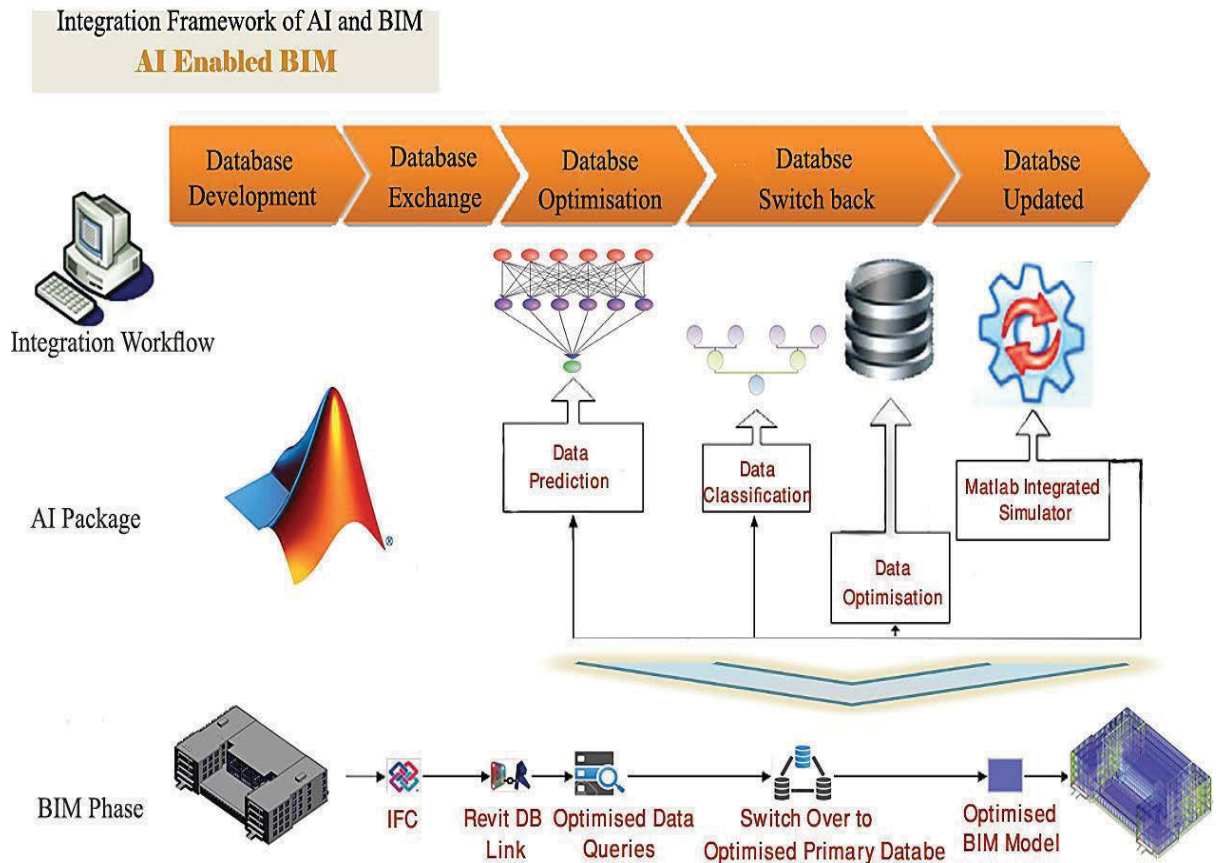 Integration Framework of AI and BIM
AI Enabled BIM
Database
Development
Database
Exchange
Databse
Optimisation
Databse
Switch back
Databse
Updated
Integration Workflow
AI Package
Data
Prediction
Data
Classification
Data
Optimisation
Matlab Integrated
Simulator
®
BIM Phase
IFC
Revit DB
Link
Optimised Data
Queries
Switch Over to
Optimised Primary Databe
Optimised
BIM Model